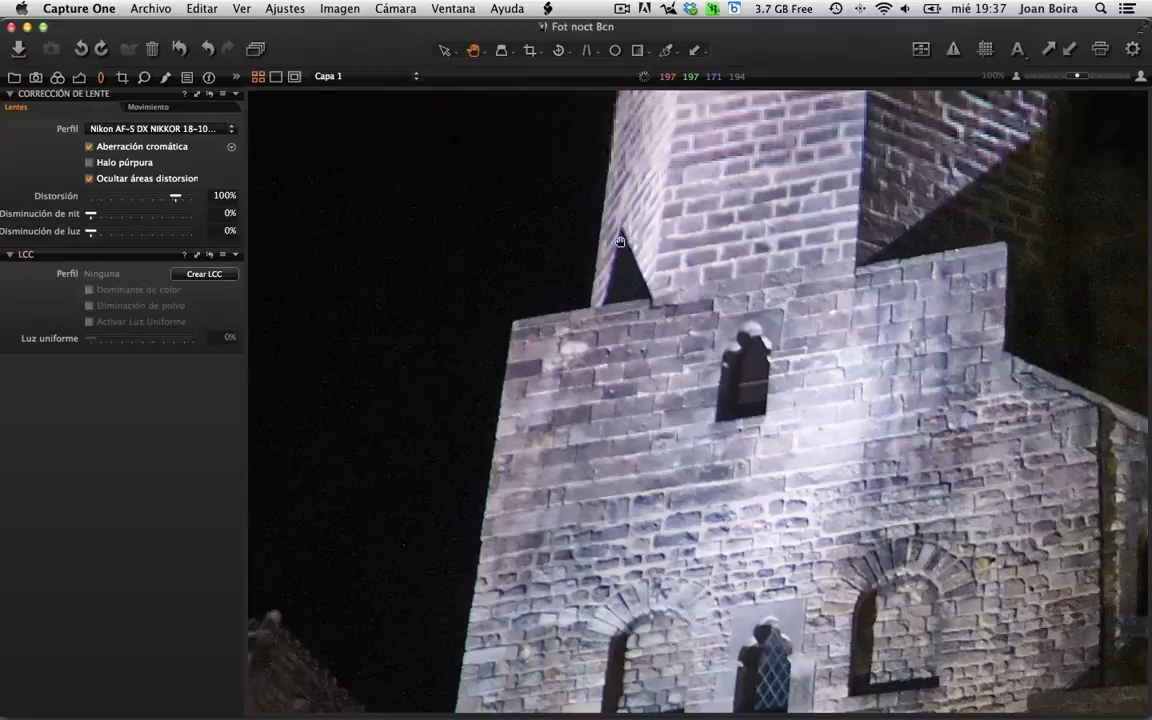 Capture One Archivo Editar Ver Ajustes Imagen Cámara Ventana Ayuda 3.7 GB Free mié 19:37 Joan Boira
Fot noct Bcn
Capa 1
197 197 171 194
100%
CORRECCIÓN DE LENTE
Lentes Movimiento
Perfil Nikon AF-S DX NIKKOR 18-10...
Aberración cromática
Halo púrpura
Ocultar áreas distorsion
Distorsión 100%
Disminución de nit 0%
Disminución de luz 0%
LCC
Perfil Ninguna Crear LCC
Dominante de color
Eliminación de polvo
Activar Luz Uniforme
Luz uniforme 0%